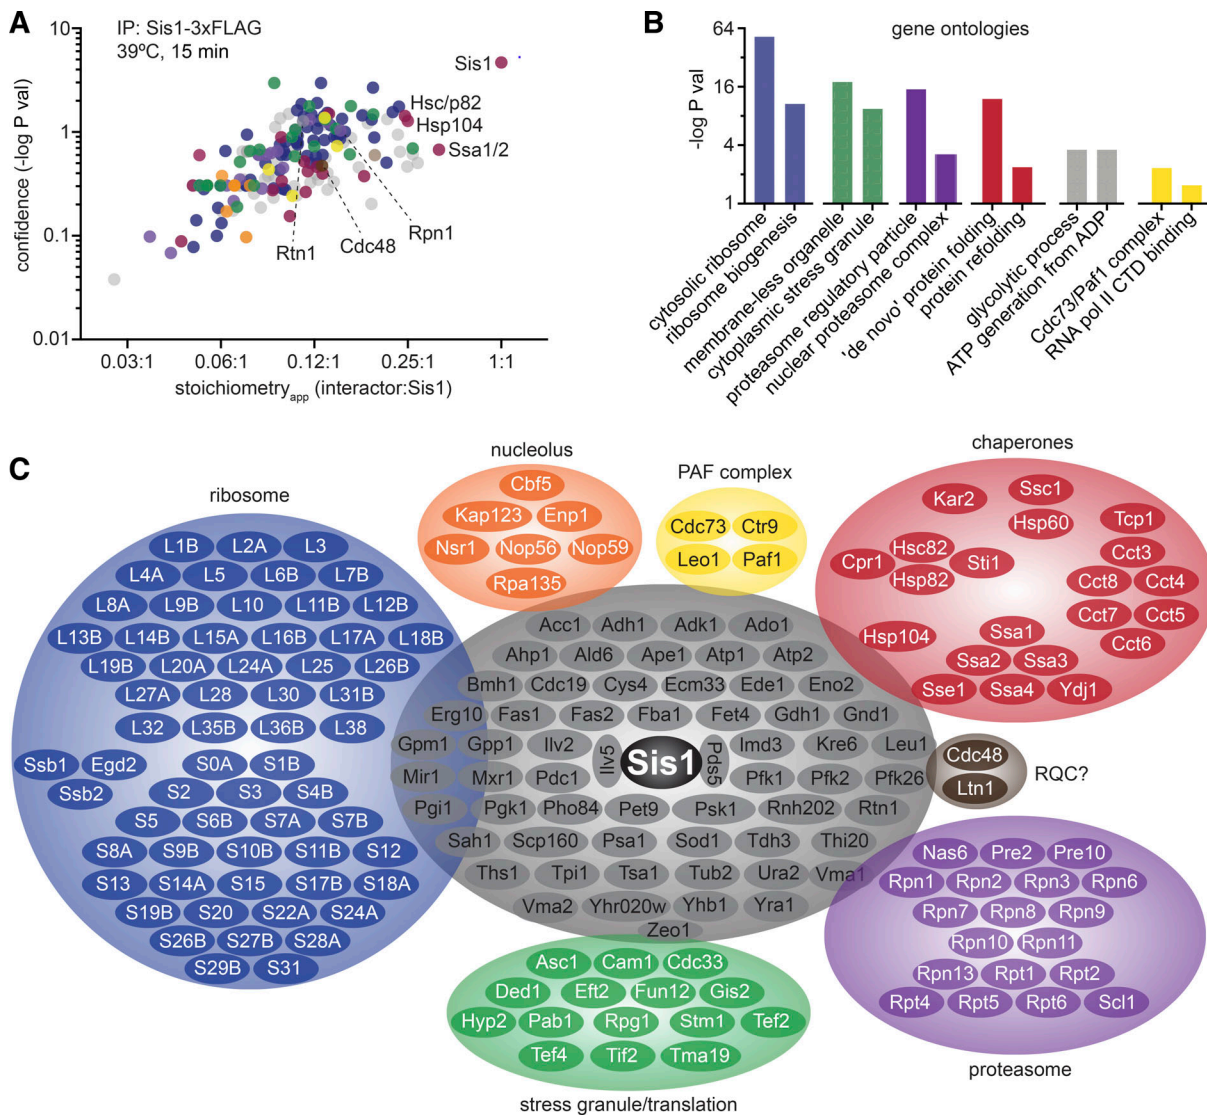 A
IP: Sis1-3xFLAG
39ºC, 15 min
confidence (-log P val)
10
1
0.1
0.01
Sis1
Hsc/p82
Hsp104
Ssa1/2
Rtn1
Cdc48
Rpn1
0.03:1 0.06:1 0.12:1 0.25:1 1:1
stoichiometry_app (interactor:Sis1)
B
gene ontologies
-log P val
64
16
4
1
cytosolic ribosome
ribosome biogenesis
membrane-less organelle
cytoplasmic stress granule
proteasome regulatory particle
nuclear proteasome complex
'de novo' protein folding
protein refolding
glycolytic process
ATP generation from ADP
Cdc73/Paf1 complex
RNA pol II CTD binding
C
ribosome
L1B L2A L3
L4A L5 L6B L7B
L8A L9B L10 L11B L12B
L13B L14B L15A L16B L17A L18B
L19B L20A L24A L25 L26B
L27A L28 L30 L31B
L32 L35B L36B L38
Ssb1 Egd2 S0A S1B
Ssb2 S2 S3 S4B
S5 S6B S7A S7B
S8A S9B S10B S11B S12
S13 S14A S15 S17B S18A
S19B S20 S22A S24A
S26B S27B S28A
S29B S31
nucleolus
Cbf5
Kap123 Enp1
Nsr1 Nop56 Nop59
Rpa135
PAF complex
Cdc73 Ctr9
Leo1 Paf1
chaperones
Kar2 Ssc1
Hsp60 Tcp1
Cpr1 Hsc82 Sti1 Cct3
Hsp82 Cct8 Cct4
Cct7 Cct5
Hsp104 Ssa1 Cct6
Ssa2 Ssa3
Sse1 Ssa4 Ydj1
Acc1 Adh1 Adk1 Ado1
Ahp1 Ald6 Ape1 Atp1 Atp2
Bmh1 Cdc19 Cys4 Ecm33 Ede1 Eno2
Erg10 Fas1 Fas2 Fba1 Fet4 Gdh1 Gnd1
Gpm1 Gpp1 Ilv2 Ilv5 Sis1 Pds5 Imd3 Kre6 Leu1
Mir1 Mxr1 Pdc1 Pfk1 Pfk2 Pfk26
Pgi1 Pgk1 Pho84 Pet9 Psk1 Rnh202 Rtn1
Sah1 Scp160 Psa1 Sod1 Tdh3 Thi20
Ths1 Tpi1 Tsa1 Tub2 Ura2 Vma1
Vma2 Yhr020w Yhb1 Yra1
Zeo1
Cdc48
Ltn1
RQC?
Nas6 Pre2 Pre10
Rpn1 Rpn2 Rpn3 Rpn6
Rpn7 Rpn8 Rpn9
Rpn10 Rpn11
Rpn13 Rpt1 Rpt2
Rpt4 Rpt5 Rpt6 Scl1
proteasome
Asc1 Cam1 Cdc33
Ded1 Eft2 Fun12 Gis2
Hyp2 Pab1 Rpg1 Stm1 Tef2
Tef4 Tif2 Tma19
stress granule/translation